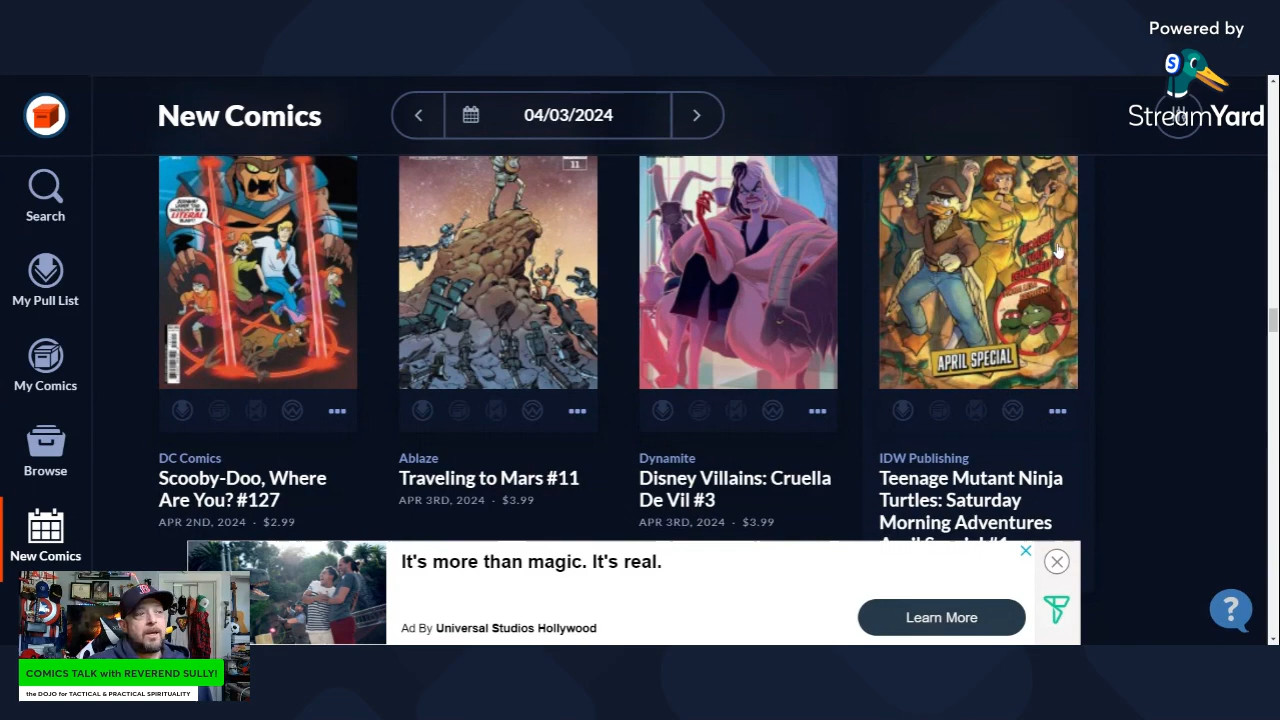 Powered by
StreamYard
New Comics
04/03/2024
Search
My Pull List
My Comics
Browse
New Comics
LITERAL
11
APRIL SPECIAL
DC Comics
Scooby-Doo, Where
Are You? #127
APR 2ND, 2024 - $2.99
Ablaze
Traveling to Mars #11
APR 3RD, 2024 - $3.99
Dynamite
Disney Villains: Cruella
De Vil #3
APR 3RD, 2024 - $3.99
IDW Publishing
Teenage Mutant Ninja
Turtles: Saturday
Morning Adventures
It's more than magic. It's real.
Ad By Universal Studios Hollywood
Learn More
COMICS TALK with REVEREND SULLY!
the DOJO for TACTICAL & PRACTICAL SPIRITUALITY